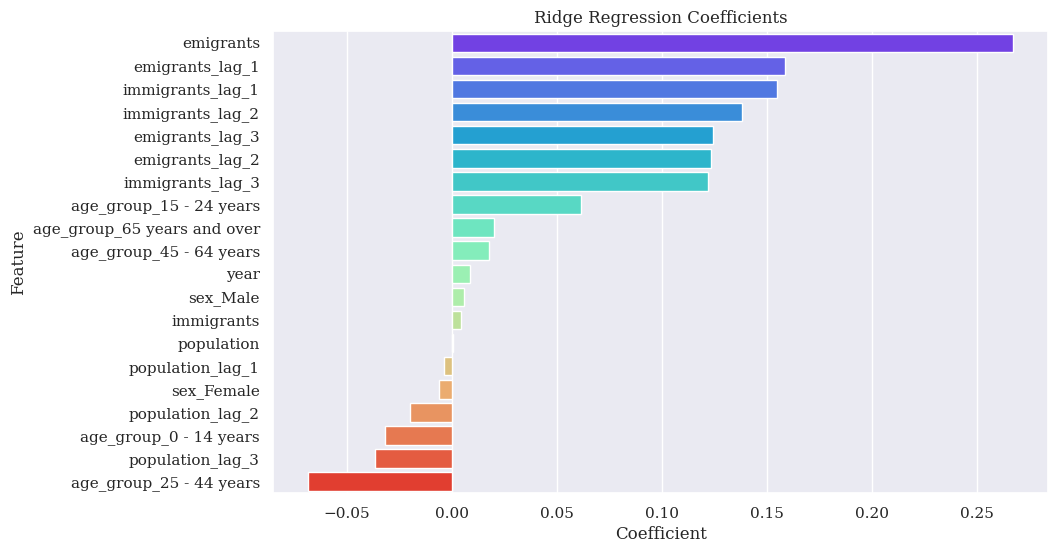 Ridge Regression Coefficients
emigrants
emigrants_lag_1
immigrants_lag_1
immigrants_lag_2
emigrants_lag_3
emigrants_lag_2
immigrants_lag_3
age_group_15 - 24 years
age_group_65 years and over
age_group_45 - 64 years
year
sex_Male
immigrants
population
population_lag_1
sex_Female
population_lag_2
age_group_0 - 14 years
population_lag_3
age_group_25 - 44 years
Feature
−0.05 0.00 0.05 0.10 0.15 0.20 0.25
Coefficient